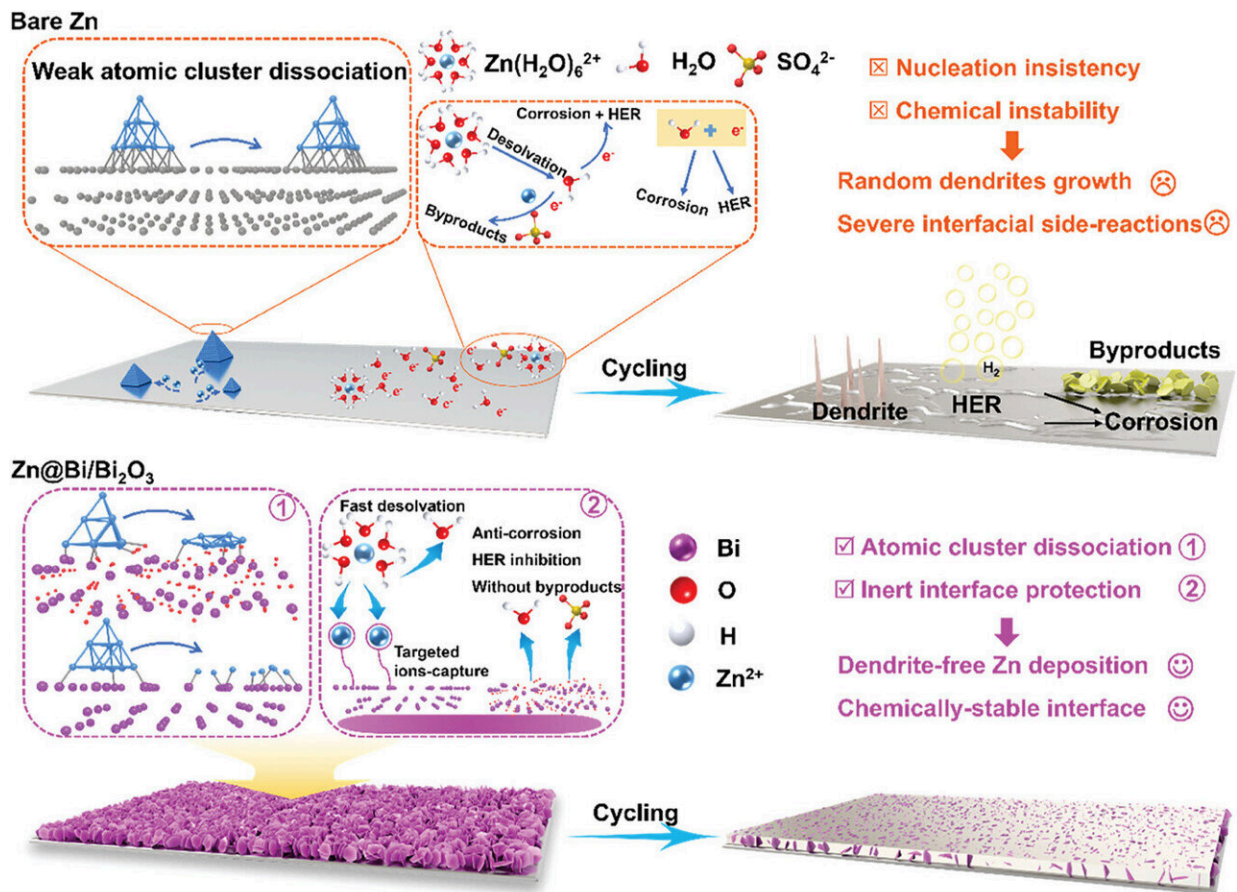 Bare Zn
Weak atomic cluster dissociation
Zn(H₂O)₆²⁺
H₂O
SO₄²⁻
Corrosion + HER
Desolvation
e⁻
e⁻
Byproducts
e⁻
Corrosion
HER
☒ Nucleation insistency
☒ Chemical instability
Random dendrites growth
Severe interfacial side-reactions
e⁻
e⁻
e⁻
e⁻
e⁻
e⁻
Cycling
H₂
Dendrite
HER
Byproducts
Corrosion
Zn@Bi/Bi₂O₃
①
②
Fast desolvation
Anti-corrosion
HER inhibition
Without byproducts
Targeted
ions-capture
Bi
O
H
Zn²⁺
☑ Atomic cluster dissociation ①
☑ Inert interface protection ②
Dendrite-free Zn deposition
Chemically-stable interface
Cycling